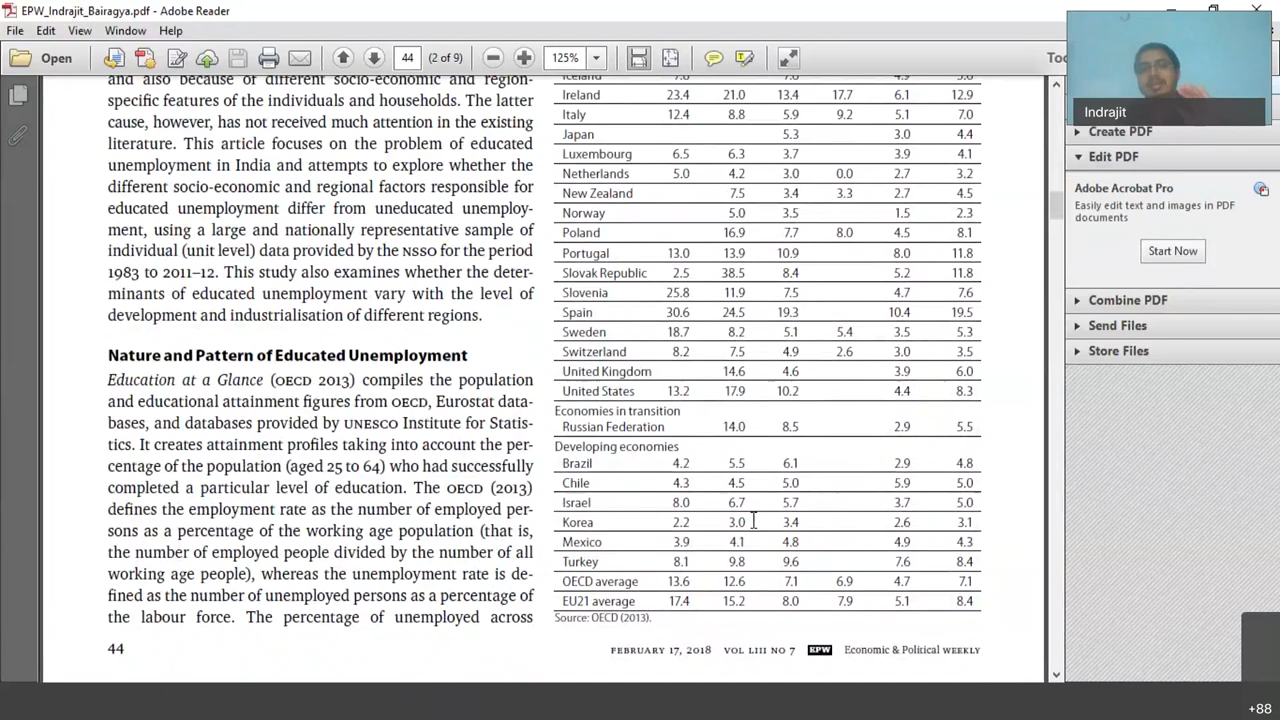 EPW_Indrajit_Bairagya.pdf - Adobe Reader
File Edit View Window Help
Open 44 (2 of 9) 125%
Indrajit
Create PDF
Edit PDF
Adobe Acrobat Pro
Easily edit text and images in PDF
documents
Start Now
Combine PDF
Send Files
Store Files
and also because of different socio-economic and region-
specific features of the individuals and households. The latter
cause, however, has not received much attention in the existing
literature. This article focuses on the problem of educated
unemployment in India and attempts to explore whether the
different socio-economic and regional factors responsible for
educated unemployment differ from uneducated unemploy-
ment, using a large and nationally representative sample of
individual (unit level) data provided by the NSSO for the period
1983 to 2011–12. This study also examines whether the deter-
minants of educated unemployment vary with the level of
development and industrialisation of different regions.
Nature and Pattern of Educated Unemployment
Education at a Glance (OECD 2013) compiles the population
and educational attainment figures from OECD, Eurostat data-
bases, and databases provided by UNESCO Institute for Statis-
tics. It creates attainment profiles taking into account the per-
centage of the population (aged 25 to 64) who had successfully
completed a particular level of education. The OECD (2013)
defines the employment rate as the number of employed per-
sons as a percentage of the working age population (that is,
the number of employed people divided by the number of all
working age people), whereas the unemployment rate is de-
fined as the number of unemployed persons as a percentage of
the labour force. The percentage of unemployed across
Iceland
Ireland 23.4 21.0 13.4 17.7 6.1 12.9
Italy 12.4 8.8 5.9 9.2 5.1 7.0
Japan 5.3 3.0 4.4
Luxembourg 6.5 6.3 3.7 3.9 4.1
Netherlands 5.0 4.2 3.0 0.0 2.7 3.2
New Zealand 7.5 3.4 3.3 2.7 4.5
Norway 5.0 3.5 1.5 2.3
Poland 16.9 7.7 8.0 4.5 8.1
Portugal 13.0 13.9 10.9 8.0 11.8
Slovak Republic 2.5 38.5 8.4 5.2 11.8
Slovenia 25.8 11.9 7.5 4.7 7.6
Spain 30.6 24.5 19.3 10.4 19.5
Sweden 18.7 8.2 5.1 5.4 3.5 5.3
Switzerland 8.2 7.5 4.9 2.6 3.0 3.5
United Kingdom 14.6 4.6 3.9 6.0
United States 13.2 17.9 10.2 4.4 8.3
Economies in transition
Russian Federation 14.0 8.5 2.9 5.5
Developing economies
Brazil 4.2 5.5 6.1 2.9 4.8
Chile 4.3 4.5 5.0 5.9 5.0
Israel 8.0 6.7 5.7 3.7 5.0
Korea 2.2 3.0 3.4 2.6 3.1
Mexico 3.9 4.1 4.8 4.9 4.3
Turkey 8.1 9.8 9.6 7.6 8.4
OECD average 13.6 12.6 7.1 6.9 4.7 7.1
EU21 average 17.4 15.2 8.0 7.9 5.1 8.4
Source: OECD (2013).
44
FEBRUARY 17, 2018 VOL LIII NO 7 EPW Economic & Political WEEKLY
+88